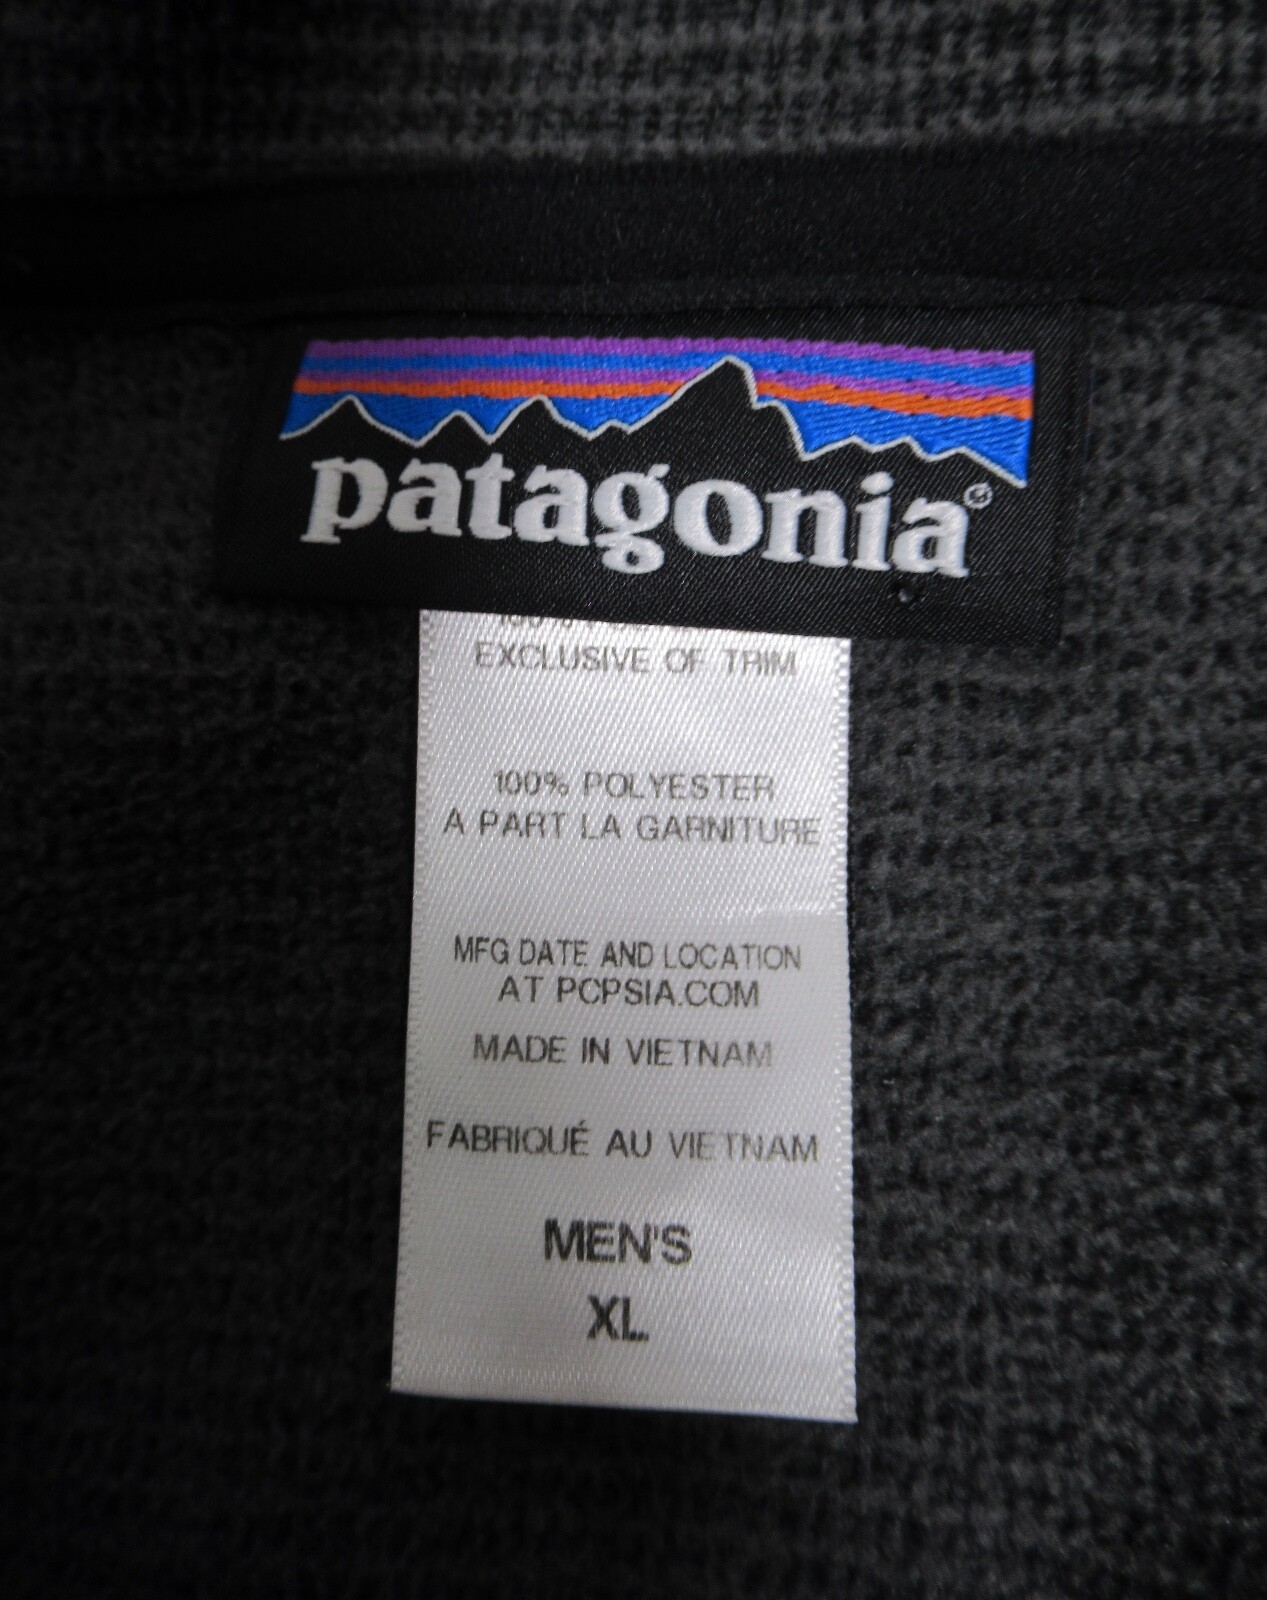 patagonia®
EXCLUSIVE OF TRIM
100% POLYESTER
A PART LA GARNITURE
MFG DATE AND LOCATION
AT PCPSIA.COM
MADE IN VIETNAM
FABRIQUÉ AU VIETNAM
MEN'S
XL